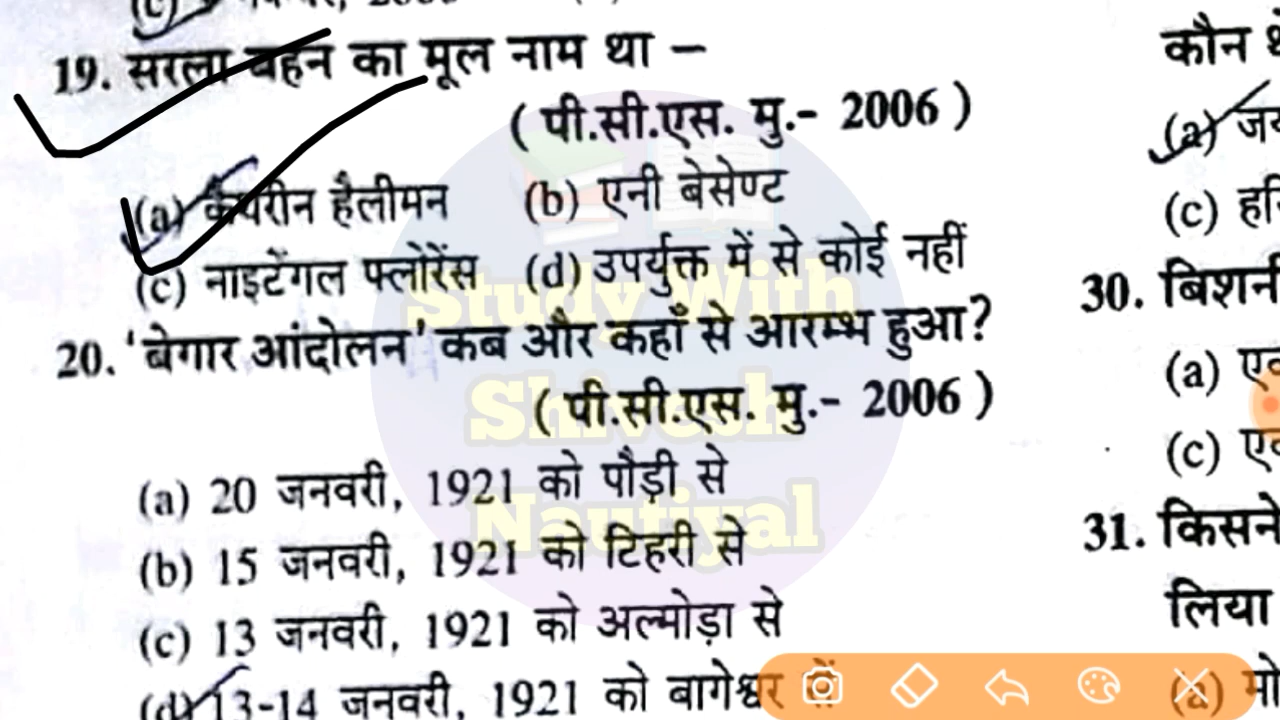 19. सरला बहन का मूल नाम था –
( पी.सी.एस. मु.- 2006 )
(a) कैथरीन हैलीमन (b) एनी बेसेण्ट
(c) नाइटेंगल फ्लोरेंस (d) उपर्युक्त में से कोई नहीं
20. 'बेगार आंदोलन' कब और कहाँ से आरम्भ हुआ?
( पी.सी.एस. मु.- 2006 )
(a) 20 जनवरी, 1921 को पौड़ी से
(b) 15 जनवरी, 1921 को टिहरी से
(c) 13 जनवरी, 1921 को अल्मोड़ा से
(d) 13-14 जनवरी, 1921 को बागेश्वर
कौन
(a)
(c)
30.
(a)
(c)
31. किसने
लिया
(a)
Study With
Shivesh
Nautiyal